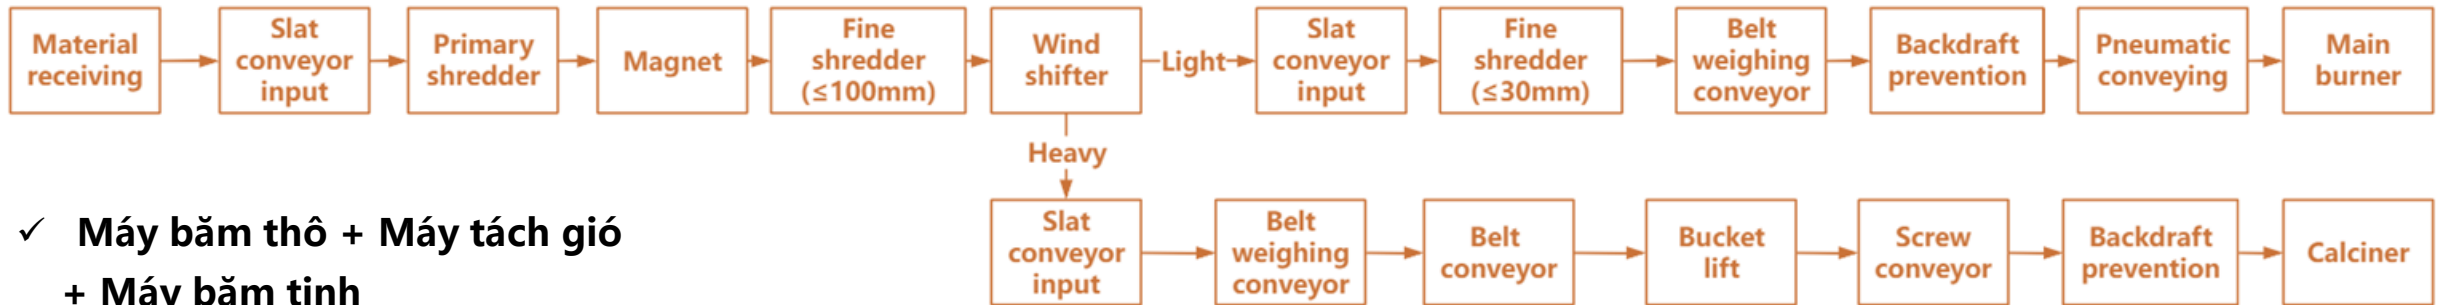 Material
receiving
Slat
conveyor
input
Primary
shredder
Magnet
Fine
shredder
(≤100mm)
Wind
shifter
Light
Slat
conveyor
input
Fine
shredder
(≤30mm)
Belt
weighing
conveyor
Backdraft
prevention
Pneumatic
conveying
Main
burner
Heavy
Slat
conveyor
input
Belt
weighing
conveyor
Belt
conveyor
Bucket
lift
Screw
conveyor
Backdraft
prevention
Calciner
✓ Máy băm thô + Máy tách gió
+ Máy băm tinh